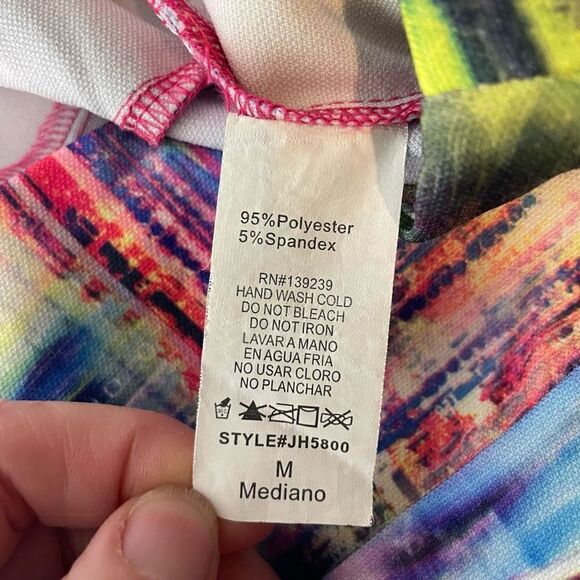 95%Polyester
5%Spandex
RN#139239
HAND WASH COLD
DO NOT BLEACH
DO NOT IRON
LAVAR A MANO
EN AGUA FRIA
NO USAR CLORO
NO PLANCHAR
STYLE#JH5800
M
Mediano